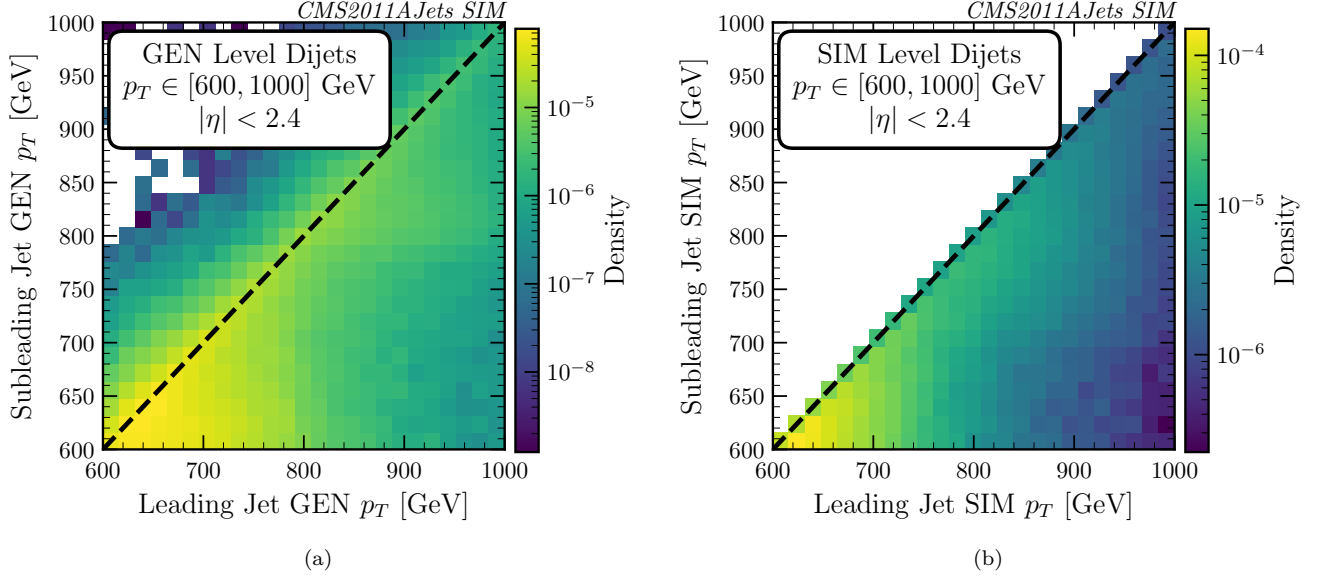 CMS2011AJets SIM
GEN Level Dijets
p_T ∈ [600, 1000] GeV
|η| < 2.4
Subleading Jet GEN p_T [GeV]
1000
950
900
850
800
750
700
650
600
600 700 800 900 1000
Leading Jet GEN p_T [GeV]
10^{-5}
10^{-6}
10^{-7}
10^{-8}
Density
(a)
CMS2011AJets SIM
SIM Level Dijets
p_T ∈ [600, 1000] GeV
|η| < 2.4
Subleading Jet SIM p_T [GeV]
1000
950
900
850
800
750
700
650
600
600 700 800 900 1000
Leading Jet SIM p_T [GeV]
10^{-4}
10^{-5}
10^{-6}
Density
(b)